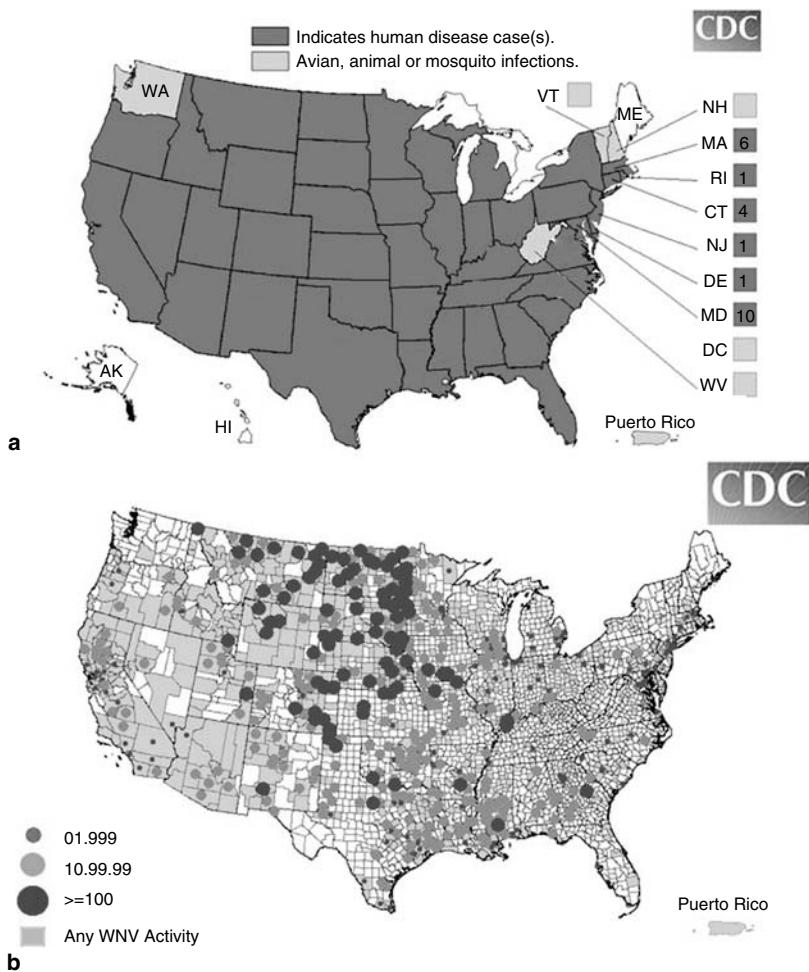 Indicates human disease case(s).
Avian, animal or mosquito infections.
CDC
WA
VT
ME
NH
MA 6
RI 1
CT 4
NJ 1
DE 1
MD 10
DC
WV
AK
HI
Puerto Rico
a
CDC
01.999
10.99.99
>=100
Any WNV Activity
Puerto Rico
b